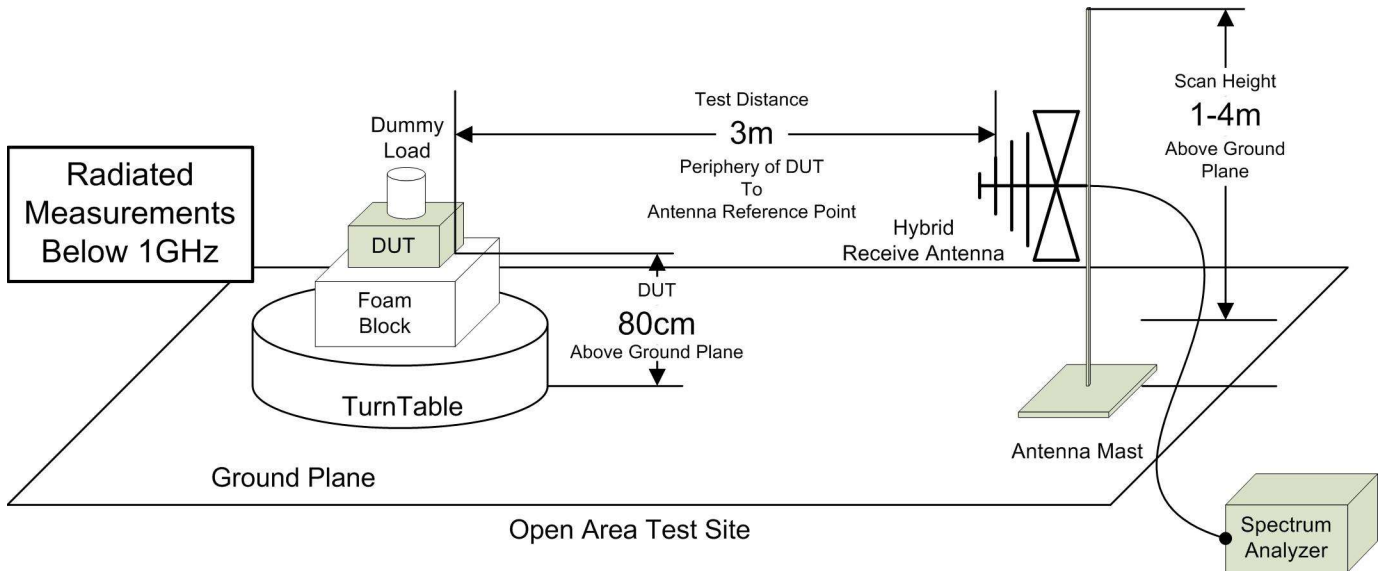 Radiated
Measurements
Below 1GHz
Dummy
Load
DUT
Foam
Block
TurnTable
Ground Plane
Test Distance
3m
Periphery of DUT
To
Antenna Reference Point
DUT
80cm
Above Ground Plane
Hybrid
Receive Antenna
Scan Height
1-4m
Above Ground
Plane
Antenna Mast
Open Area Test Site
Spectrum
Analyzer